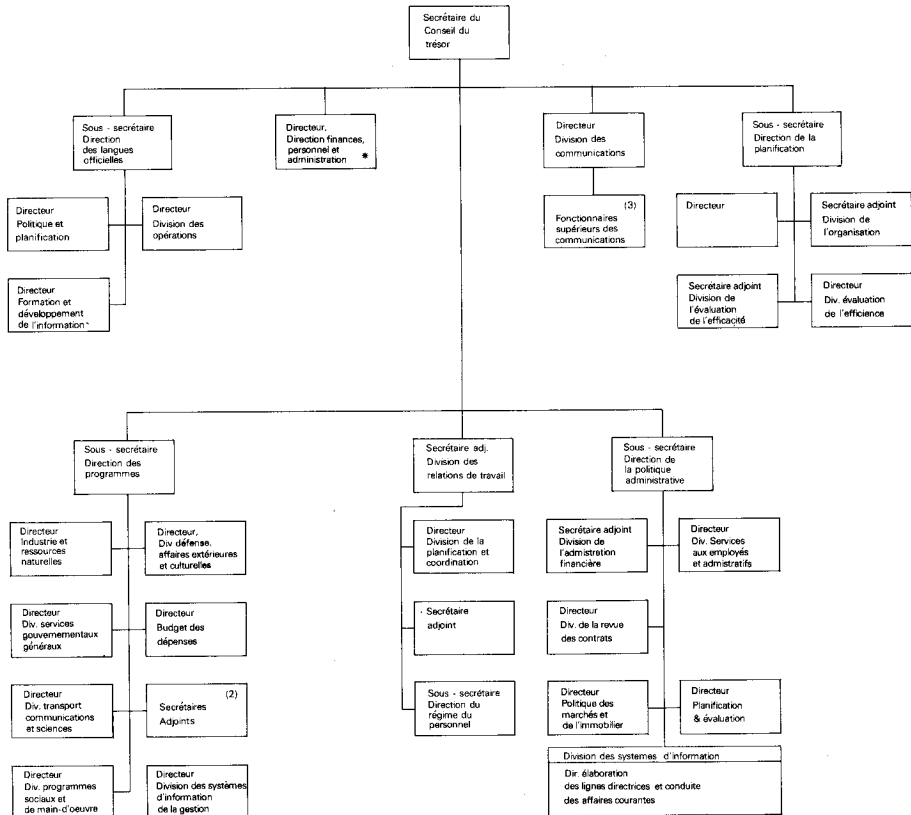 Secrétaire du
Conseil du
trésor
Sous - secrétaire
Direction
des langues
officielles
Directeur,
Direction finances,
personnel et
administration *
Directeur
Division des
communications
Sous - secrétaire
Direction de la
planification
Directeur
Politique et
planification
Directeur
Division des
opérations
(3)
Fonctionnaires
supérieurs des
communications
Directeur
Secrétaire adjoint
Division de
l'organisation
Directeur
Formation et
développement
de l'information*
Secrétaire adjoint
Division de
l'évaluation
de l'efficacité
Directeur
Div. évaluation
de l'efficience
Sous - secrétaire
Direction des
programmes
Secrétaire adj.
Division des
relations de travail
Sous - secrétaire
Direction de
la politique
administrative
Directeur
Industrie et
ressources
naturelles
Directeur,
Div défense,
affaires extérieures
et culturelles
Directeur
Division de la
planification et
coordination
Secrétaire adjoint
Division de
l'admistration
financière
Directeur
Div. Services
aux employés
et admistratifs
Directeur
Div. services
gouvernementaux
généraux
Directeur
Budget des
dépenses
Secrétaire
adjoint
Directeur
Div. de la revue
des contrats
Directeur
Div. transport
communications
et sciences
(2)
Secrétaires
Adjoints
Sous - secrétaire
Direction du
régime du
personnel
Directeur
Politique des
marchés et
de l'immobilier
Directeur
Planification
& évaluation
Directeur
Div. programmes
sociaux et
de main-d'oeuvre
Directeur
Division des systèmes
d'information
de la gestion
Division des systemes d'information
Dir. élaboration
des lignes directrices et conduite
des affaires courantes